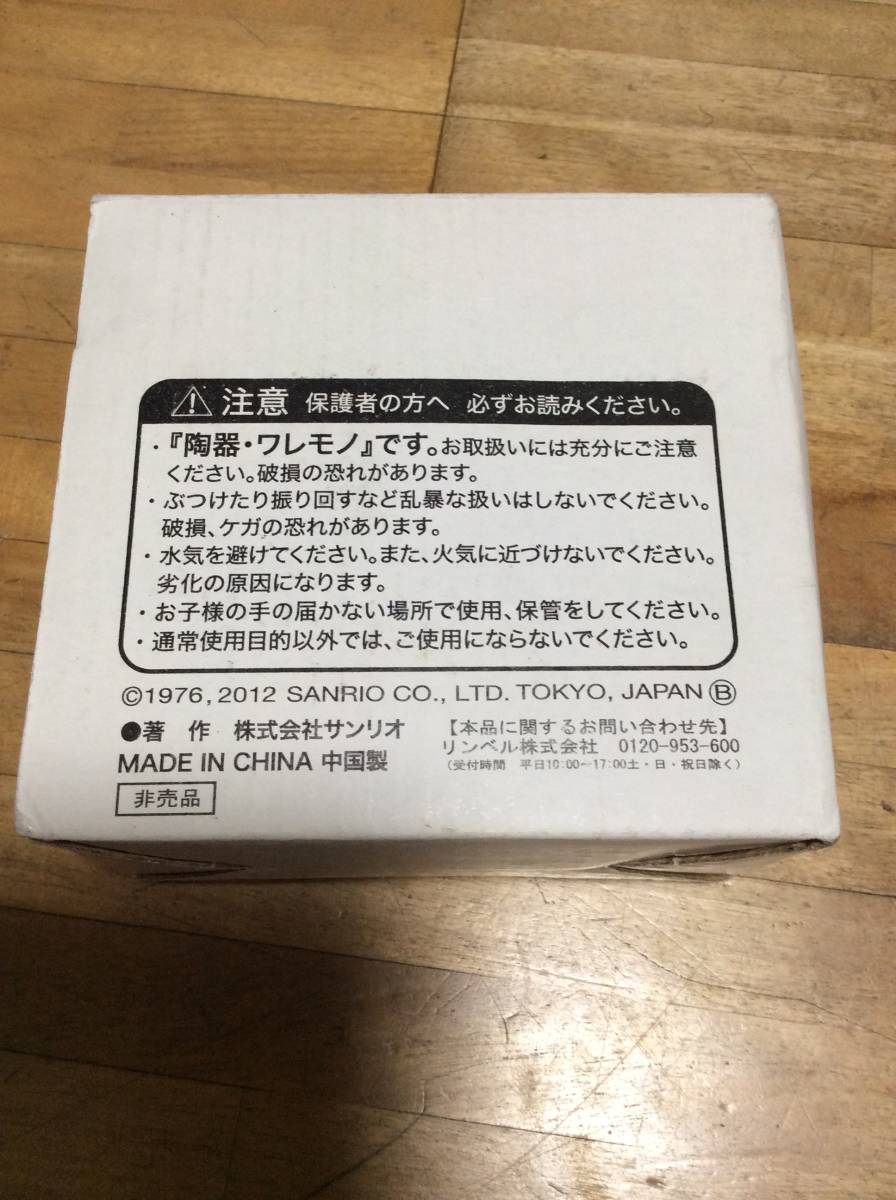 注意 保護者の方へ 必ずお読みください。
・『陶器・ワレモノ』です。お取扱いには充分にご注意
ください。破損の恐れがあります。
・ぶつけたり振り回すなど乱暴な扱いはしないでください。
破損、ケガの恐れがあります。
・水気を避けてください。また、火気に近づけないでください。
劣化の原因になります。
・お子様の手の届かない場所で使用、保管をしてください。
・通常使用目的以外では、ご使用にならないでください。
©1976, 2012 SANRIO CO., LTD. TOKYO, JAPAN Ⓑ
●著 作 株式会社サンリオ
MADE IN CHINA 中国製
非売品
【本品に関するお問い合わせ先】
リンベル株式会社 0120-953-600
(受付時間 平日10:00~17:00土・日・祝日除く)